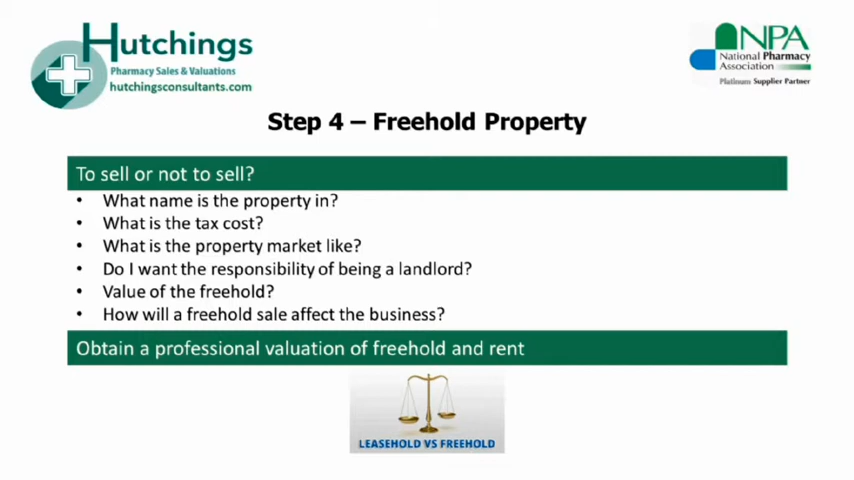 Hutchings
Pharmacy Sales & Valuations
hutchingsconsultants.com
NPA
National Pharmacy
Association
Platinum Supplier Partner
Step 4 – Freehold Property
To sell or not to sell?
• What name is the property in?
• What is the tax cost?
• What is the property market like?
• Do I want the responsibility of being a landlord?
• Value of the freehold?
• How will a freehold sale affect the business?
Obtain a professional valuation of freehold and rent
LEASEHOLD VS FREEHOLD